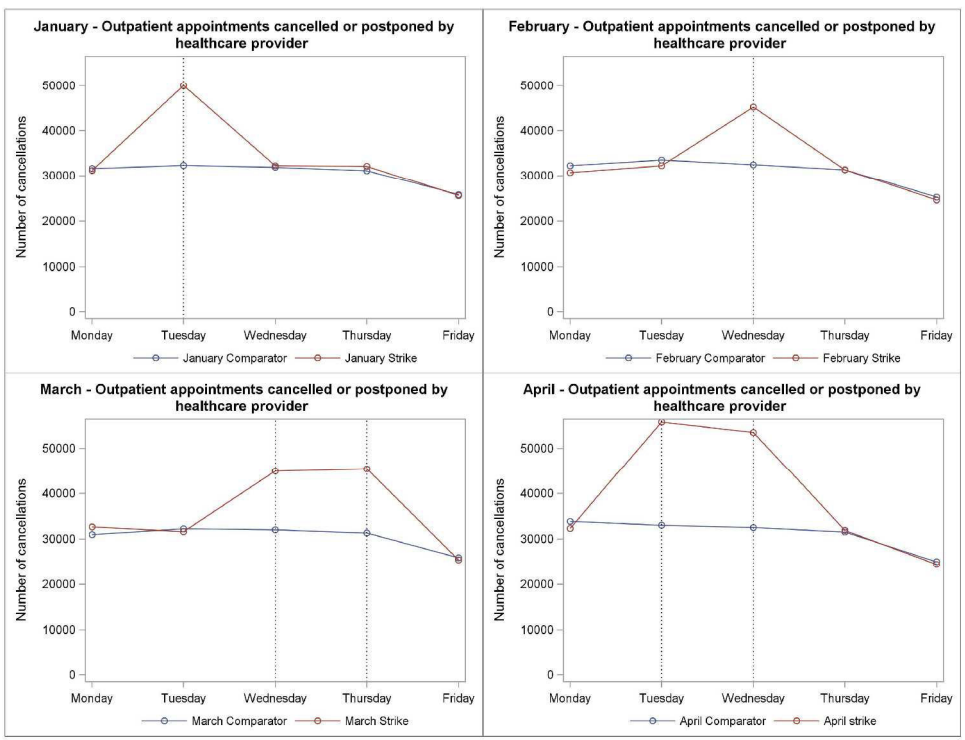 January - Outpatient appointments cancelled or postponed by
healthcare provider
Number of cancellations
50000
40000
30000
20000
10000
0
Monday Tuesday Wednesday Thursday Friday
January Comparator January Strike
February - Outpatient appointments cancelled or postponed by
healthcare provider
Number of cancellations
50000
40000
30000
20000
10000
0
Monday Tuesday Wednesday Thursday Friday
February Comparator February Strike
March - Outpatient appointments cancelled or postponed by
healthcare provider
Number of cancellations
50000
40000
30000
20000
10000
0
Monday Tuesday Wednesday Thursday Friday
March Comparator March Strike
April - Outpatient appointments cancelled or postponed by
healthcare provider
Number of cancellations
50000
40000
30000
20000
10000
0
Monday Tuesday Wednesday Thursday Friday
April Comparator April strike